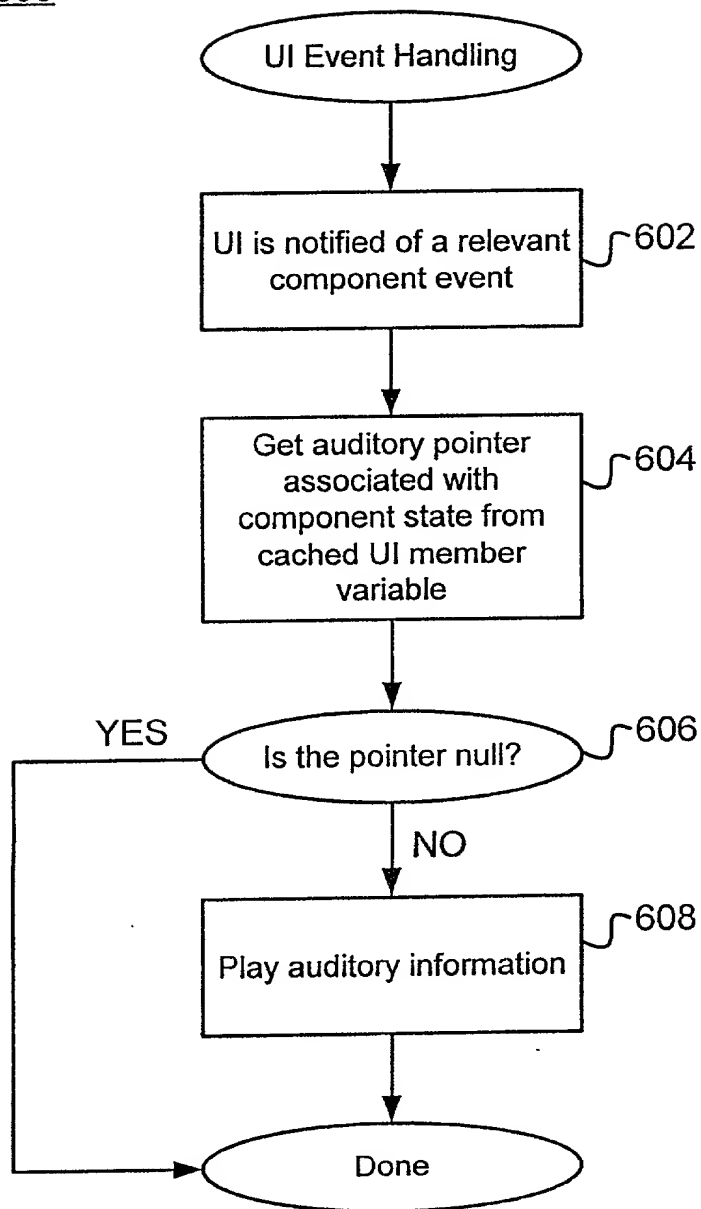 UI Event Handling
UI is notified of a relevant
component event
602
Get auditory pointer
associated with
component state from
cached UI member
variable
604
YES
Is the pointer null?
606
NO
Play auditory information
608
Done